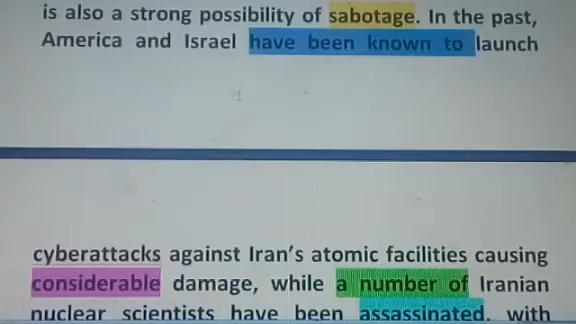 is also a strong possibility of sabotage. In the past,
America and Israel have been known to launch
cyberattacks against Iran's atomic facilities causing
considerable damage, while a number of Iranian
nuclear scientists have been assassinated, with